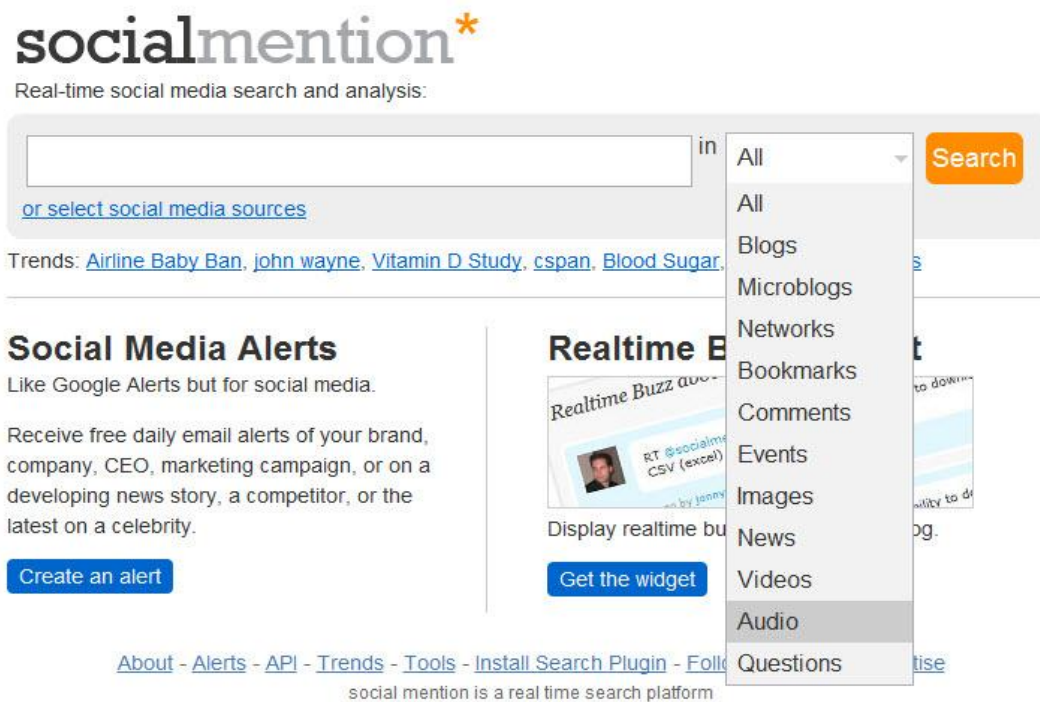 socialmention*
Real-time social media search and analysis:
in All Search
or select social media sources
All
Blogs
Microblogs
Networks
Bookmarks
Comments
Events
Images
News
Videos
Audio
Questions
Trends: Airline Baby Ban, john wayne, Vitamin D Study, cspan, Blood Sugar,
Social Media Alerts
Like Google Alerts but for social media.
Receive free daily email alerts of your brand,
company, CEO, marketing campaign, or on a
developing news story, a competitor, or the
latest on a celebrity.
Create an alert
Realtime B
Realtime Buzz
to
RT
CSV (excel)
by
to
Display realtime
Get the widget
About - Alerts - API - Trends - Tools - Install Search Plugin -
social mention is a real time search platform